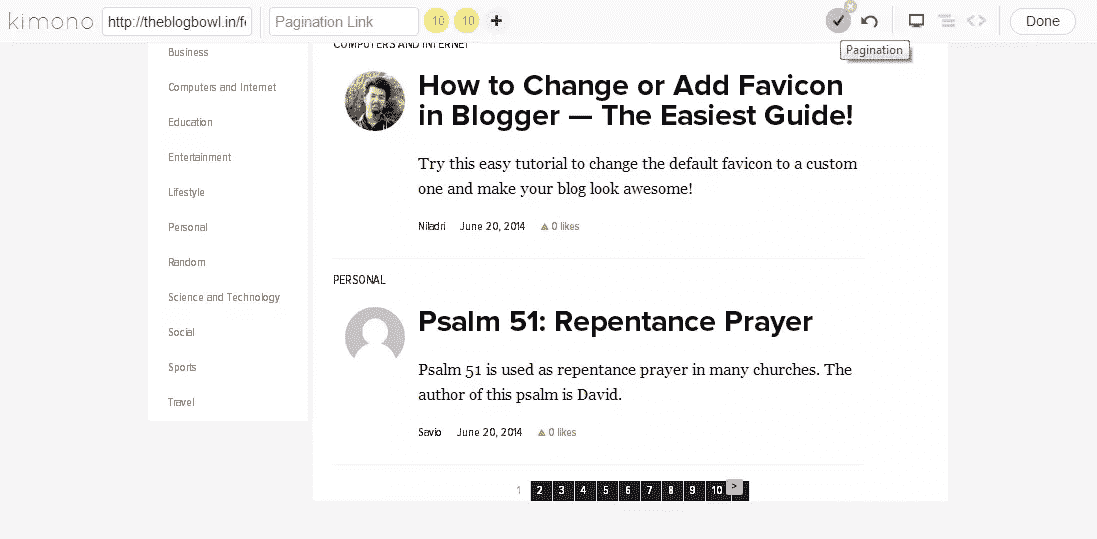 kimono http://theblogbowl.in/fe Pagination Link 10 10 + Done
Pagination
COMPUTERS AND INTERNET
Business
Computers and Internet
Education
Entertainment
Lifestyle
Personal
Random
Science and Technology
Social
Sports
Travel
How to Change or Add Favicon
in Blogger — The Easiest Guide!
Try this easy tutorial to change the default favicon to a custom
one and make your blog look awesome!
Niladri June 20, 2014 0 likes
PERSONAL
Psalm 51: Repentance Prayer
Psalm 51 is used as repentance prayer in many churches. The
author of this psalm is David.
Savio June 20, 2014 0 likes
1 2 3 4 5 6 7 8 9 10 >